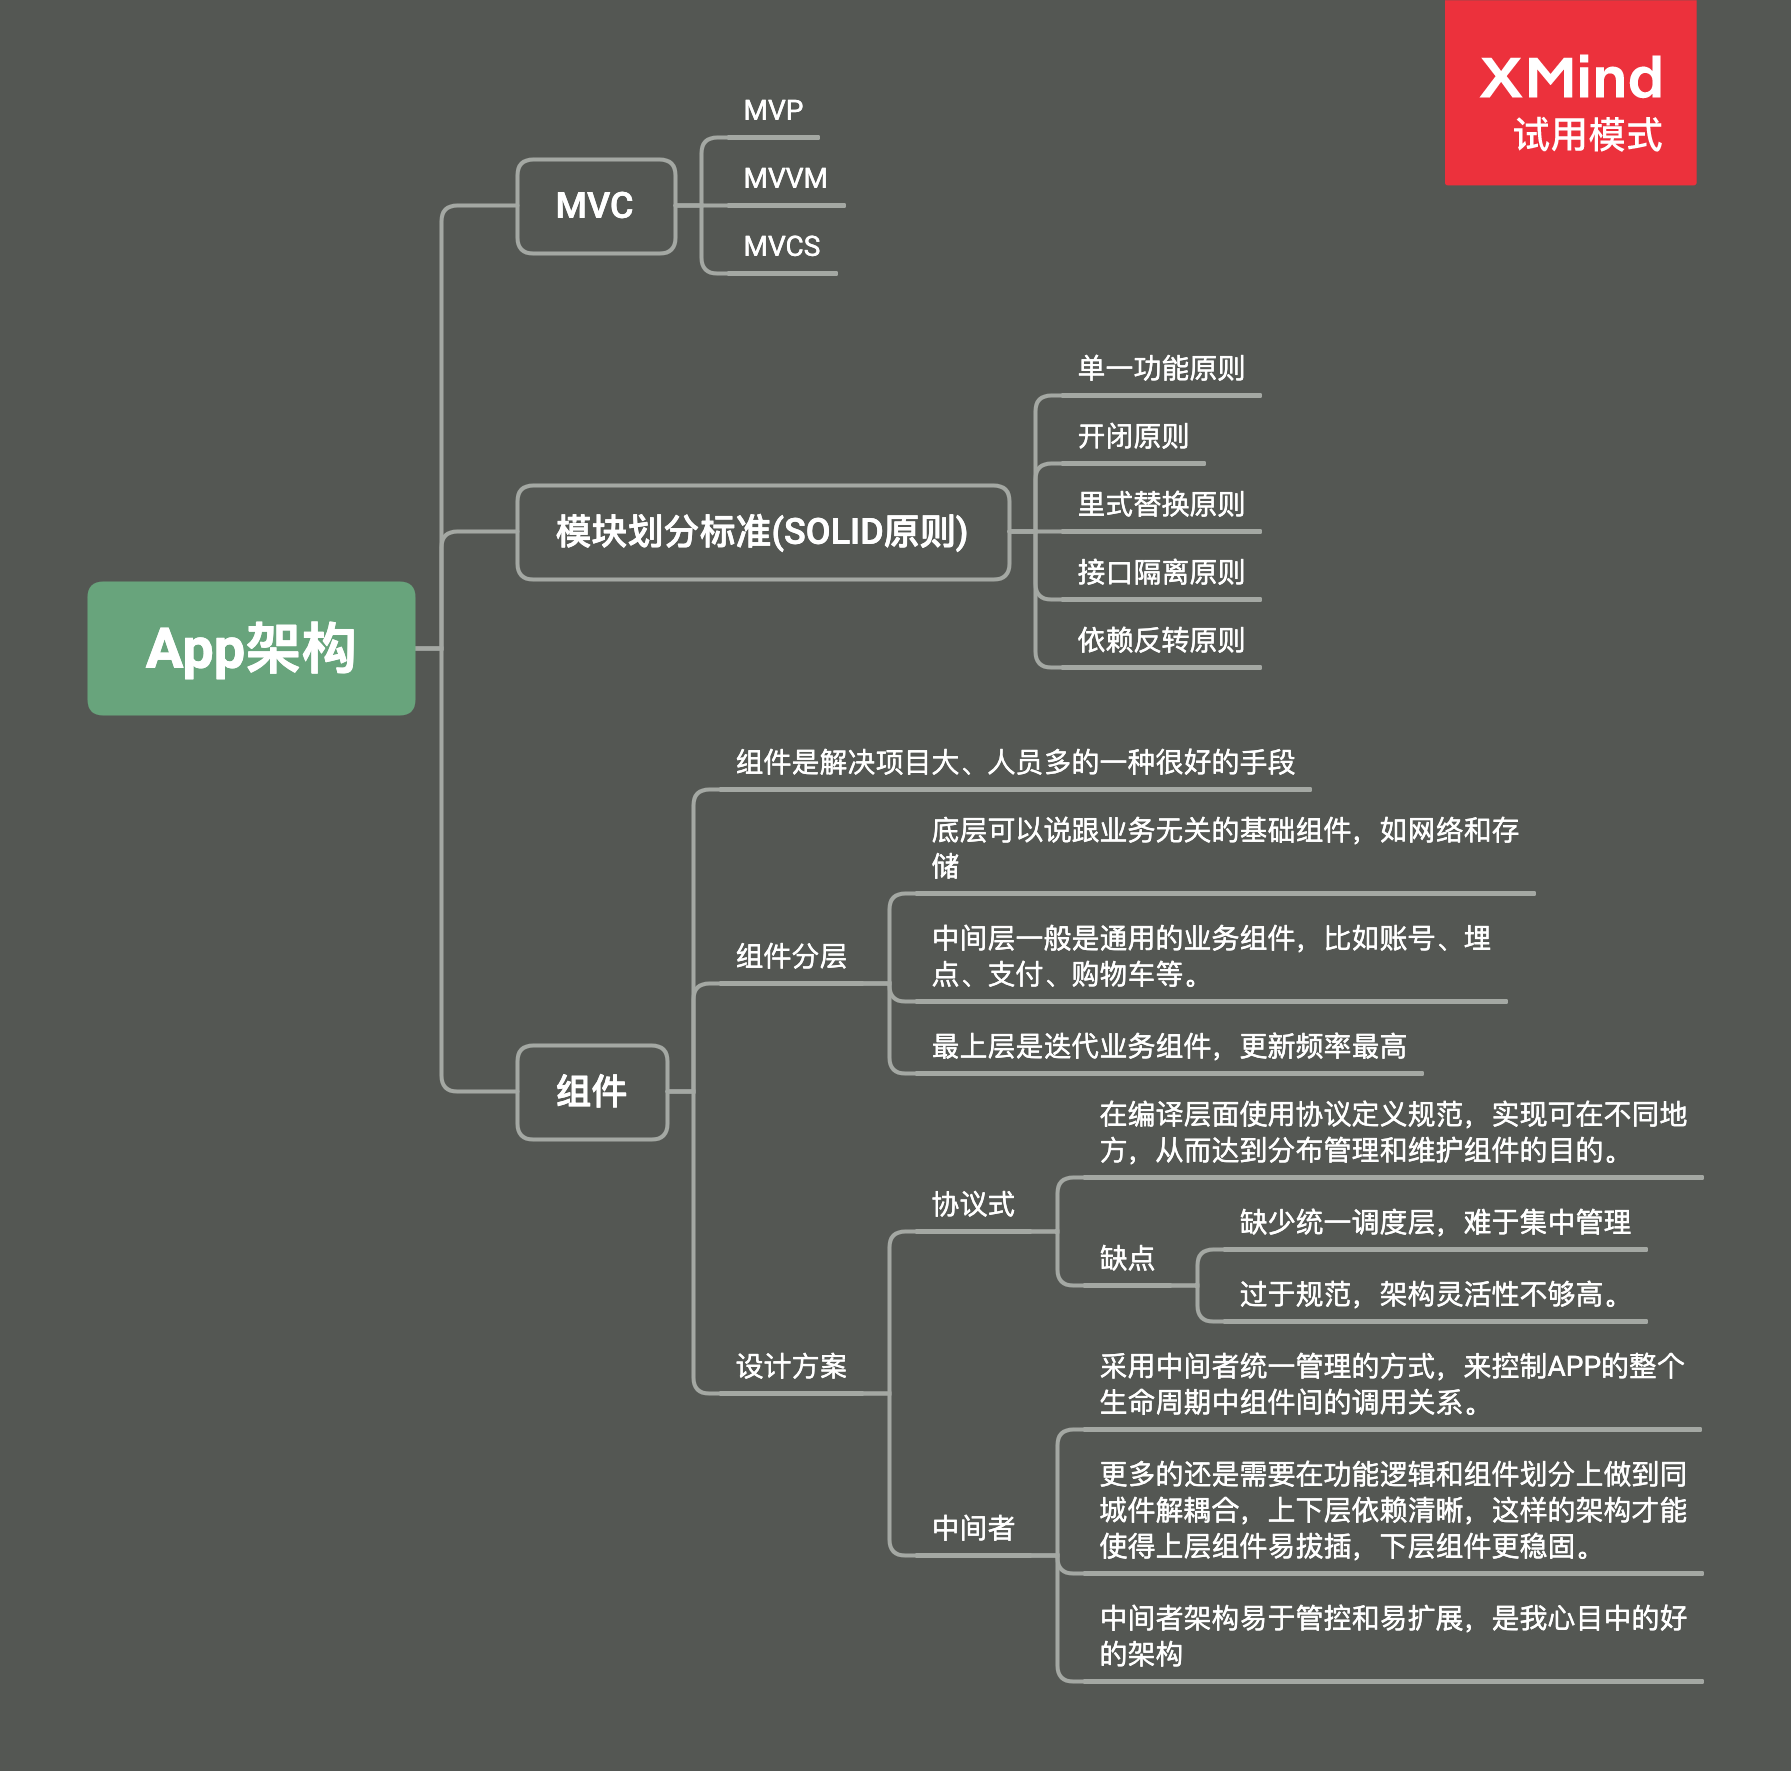 XMind
试用模式
MVP
MVVM
MVC
MVCS
单一功能原则
开闭原则
里式替换原则
模块划分标准(SOLID原则)
接口隔离原则
依赖反转原则
App架构
组件是解决项目大、人员多的一种很好的手段
底层可以说跟业务无关的基础组件，如网络和存
储
组件分层
中间层一般是通用的业务组件，比如账号、埋
点、支付、购物车等。
最上层是迭代业务组件，更新频率最高
组件
在编译层面使用协议定义规范，实现可在不同地
方，从而达到分布管理和维护组件的目的。
协议式
缺少统一调度层，难于集中管理
缺点
过于规范，架构灵活性不够高。
设计方案
采用中间者统一管理的方式，来控制APP的整个
生命周期中组件间的调用关系。
更多的还是需要在功能逻辑和组件划分上做到同
城件解耦合，上下层依赖清晰，这样的架构才能
使得上层组件易拔插，下层组件更稳固。
中间者
中间者架构易于管控和易扩展，是我心目中的好
的架构